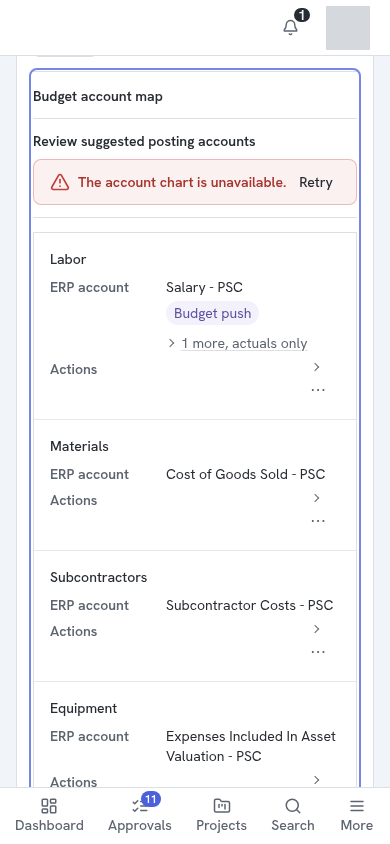 1
Budget account map
Review suggested posting accounts
The account chart is unavailable. Retry
Labor
ERP account Salary - PSC
Budget push
1 more, actuals only
Actions
...
Materials
ERP account Cost of Goods Sold - PSC
Actions
...
Subcontractors
ERP account Subcontractor Costs - PSC
Actions
...
Equipment
ERP account Expenses Included In Asset
Valuation - PSC
Actions
11
Dashboard Approvals Projects Search More